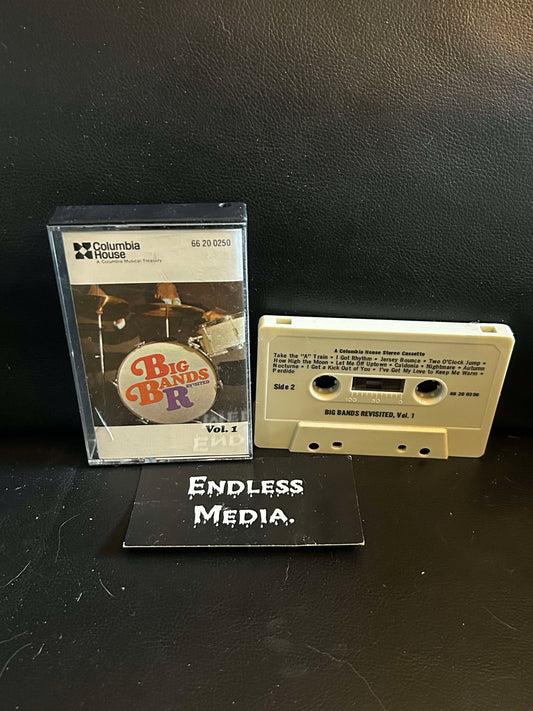 Columbia House
66 20 0250
A Columbia Musical Treasury
BIG
BANDS
REVISITED
R
Vol. 1
A Columbia House Stereo Cassette
Take the "A" Train • I Got Rhythm • Jersey Bounce • Two O'Clock Jump •
How High the Moon • Let Me Off Uptown • Caldonia • Nightmare • Autumn
Nocturne • I Get a Kick Out of You • I've Got My Love to Keep Me Warm •
Perdido
Side 2
100 50 0
66 20 0250
BIG BANDS REVISITED, Vol. 1
ENDLESS
MEDIA.